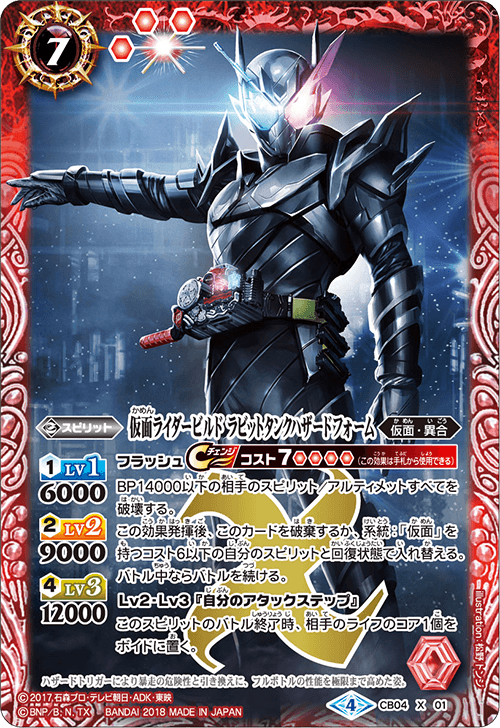 7
スピリット
仮面ライダービルド ラビットタンクハザードフォーム
かめん
仮面・異合
かめん いごう
1 LV1
6000
2 LV2
9000
4 LV3
12000
フラッシュ チェンジ コスト7 (この効果は手札から使用できる)
BP14000以下の相手のスピリット/アルティメットすべてを
破壊する。
この効果発揮後、このカードを破棄するか、系統:「仮面」を
持つコスト6以下の自分のスピリットと回復状態で入れ替える。
バトル中ならバトルを続ける。
Lv2・Lv3『自分のアタックステップ』
このスピリットのバトル終了時、相手のライフのコア1個を
ボイドに置く。
ハザードトリガーにより暴走の危険性と引き換えに、フルボトルの性能を極限まで高めた姿。
©2017 石森プロ・テレビ朝日・ADK・東映
©BNP/B; N, TX BANDAI 2018 MADE IN JAPAN
4 CB04 X 01